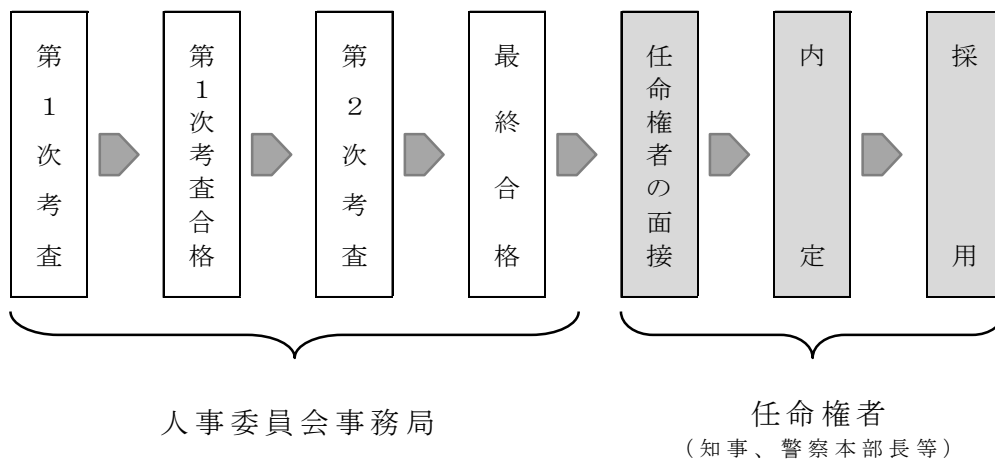 第１次考査
第１次考査合格
第２次考査
最終合格
任命権者の面接
内定
採用
人事委員会事務局
任命権者
（知事、警察本部長等）